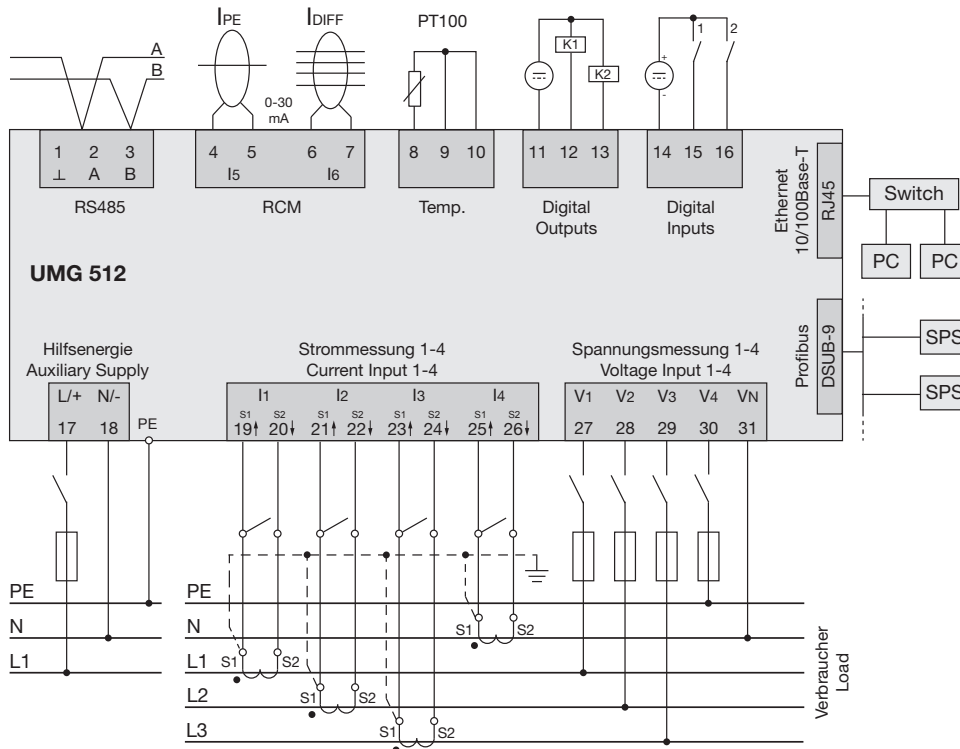 IPE IDIFF PT100
A
B
0-30
mA
K1
K2
+
-
1 2
1 2 3
⊥ A B
RS485
4 5 6 7
I5 I6
RCM
8 9 10
Temp.
11 12 13
Digital
Outputs
14 15 16
Digital
Inputs
Ethernet
10/100Base-T
RJ45
Switch
PC PC
UMG 512
Profibus
DSUB-9
SPS
SPS
Hilfsenergie
Auxiliary Supply
L/+ N/-
17 18
PE
Strommessung 1-4
Current Input 1-4
I1 I2 I3 I4
S1 S2 S1 S2 S1 S2 S1 S2
19 20 21 22 23 24 25 26
Spannungsmessung 1-4
Voltage Input 1-4
V1 V2 V3 V4 VN
27 28 29 30 31
PE PE
N N
S1 S2
L1 L1
S1 S2
L2
S1 S2
L3
S1 S2
Verbraucher
Load